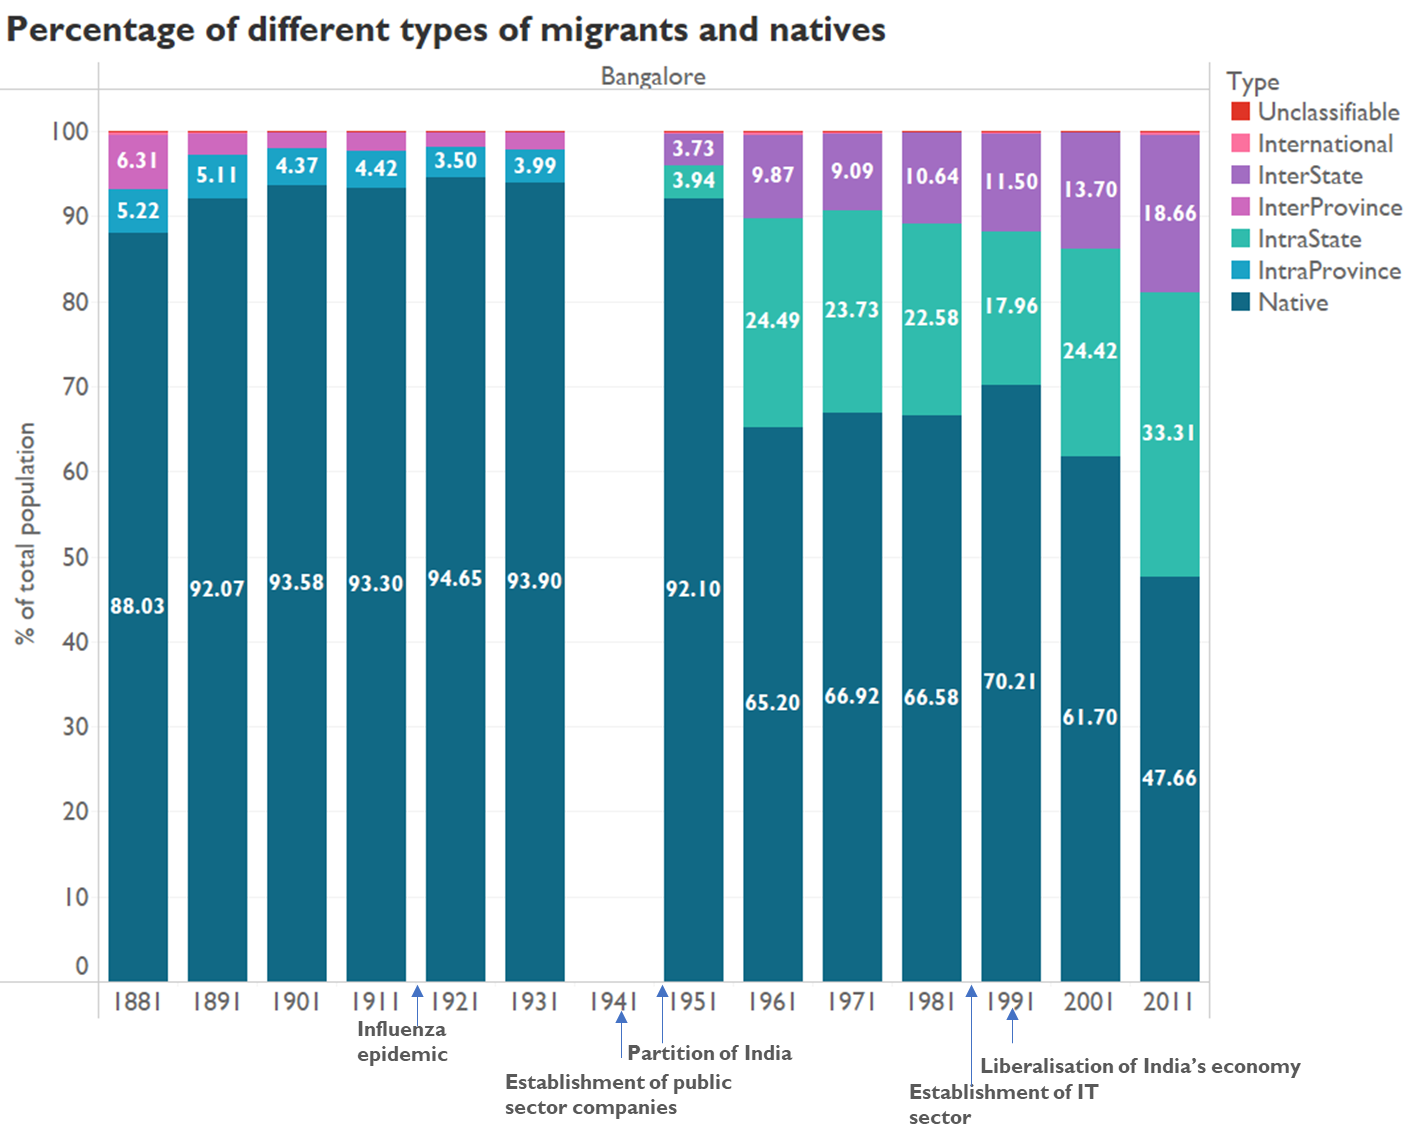 Percentage of different types of migrants and natives
Bangalore
Type
Unclassifiable
International
InterState
InterProvince
IntraState
IntraProvince
Native
% of total population
100
90
80
70
60
50
40
30
20
10
0
6.31
5.22
88.03
5.11
92.07
4.37
93.58
4.42
93.30
3.50
94.65
3.99
93.90
3.73
3.94
92.10
9.87
24.49
65.20
9.09
23.73
66.92
10.64
22.58
66.58
11.50
17.96
70.21
13.70
24.42
61.70
18.66
33.31
47.66
1881 1891 1901 1911 1921 1931 1941 1951 1961 1971 1981 1991 2001 2011
Influenza
epidemic
Partition of India
Establishment of public
sector companies
Liberalisation of India's economy
Establishment of IT
sector